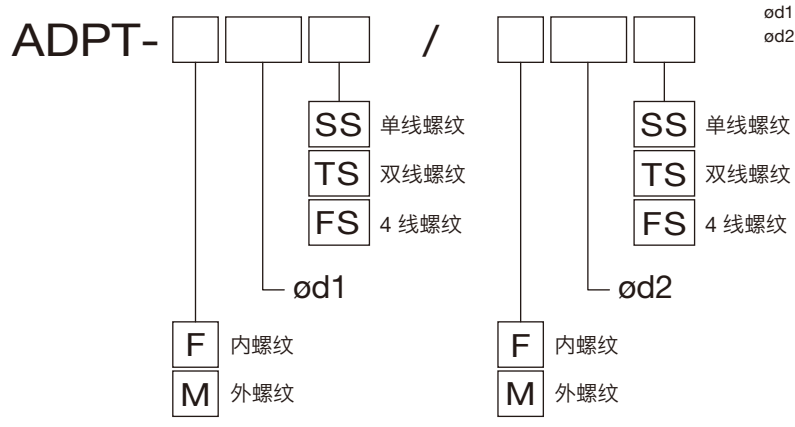 ød1
ød2
ADPT- /
SS 单线螺纹 SS 单线螺纹
TS 双线螺纹 TS 双线螺纹
FS 4 线螺纹 FS 4 线螺纹
ød1 ød2
F 内螺纹 F 内螺纹
M 外螺纹 M 外螺纹